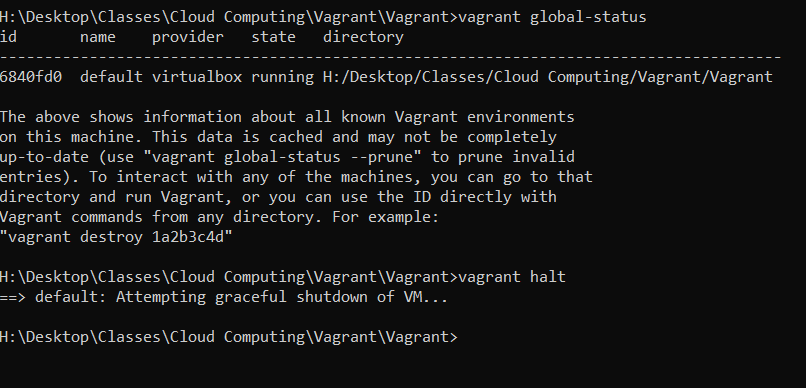 H:\Desktop\Classes\Cloud Computing\Vagrant\Vagrant>vagrant global-status
id       name    provider   state   directory
--------------------------------------------------------------------------------------
6840fd0  default virtualbox running H:/Desktop/Classes/Cloud Computing/Vagrant/Vagrant
The above shows information about all known Vagrant environments
on this machine. This data is cached and may not be completely
up-to-date (use "vagrant global-status --prune" to prune invalid
entries). To interact with any of the machines, you can go to that
directory and run Vagrant, or you can use the ID directly with
Vagrant commands from any directory. For example:
"vagrant destroy 1a2b3c4d"
H:\Desktop\Classes\Cloud Computing\Vagrant\Vagrant>vagrant halt
==> default: Attempting graceful shutdown of VM...
H:\Desktop\Classes\Cloud Computing\Vagrant\Vagrant>